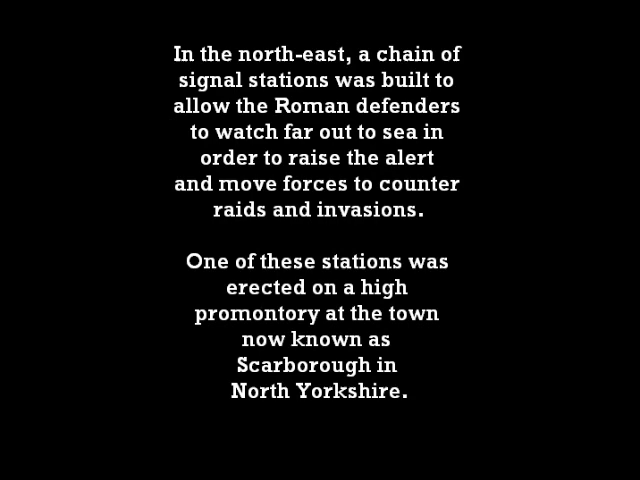 In the north-east, a chain of
signal stations was built to
allow the Roman defenders
to watch far out to sea in
order to raise the alert
and move forces to counter
raids and invasions.
One of these stations was
erected on a high
promontory at the town
now known as
Scarborough in
North Yorkshire.